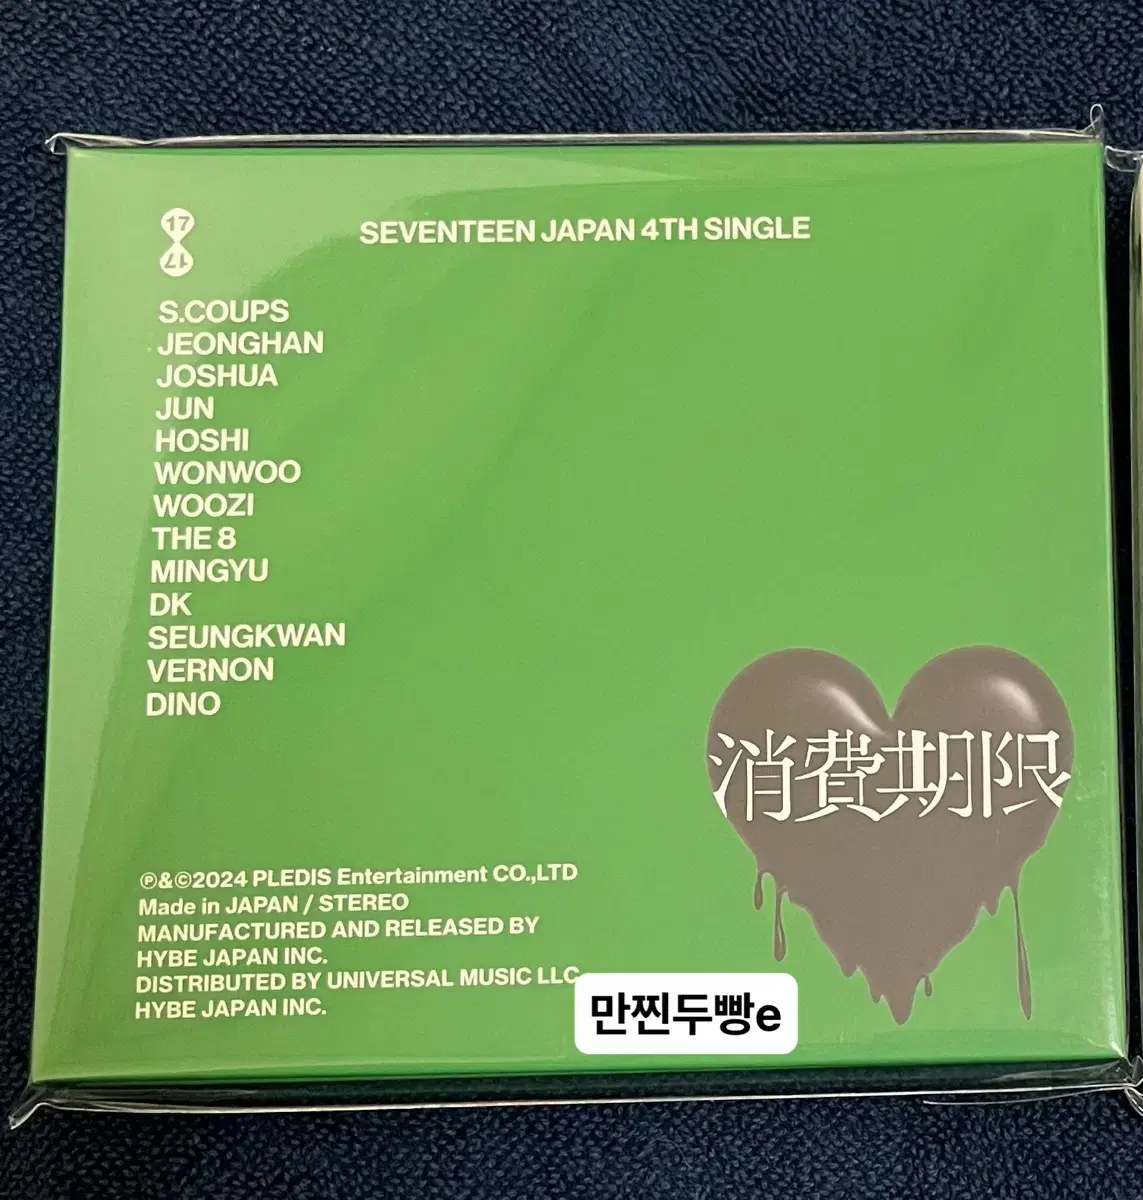 17
17
SEVENTEEN JAPAN 4TH SINGLE
S.COUPS
JEONGHAN
JOSHUA
JUN
HOSHI
WONWOO
WOOZI
THE 8
MINGYU
DK
SEUNGKWAN
VERNON
DINO
消費期限
℗&©2024 PLEDIS Entertainment CO.,LTD
Made in JAPAN / STEREO
MANUFACTURED AND RELEASED BY
HYBE JAPAN INC.
DISTRIBUTED BY UNIVERSAL MUSIC LLC
HYBE JAPAN INC.
만찐두빵e